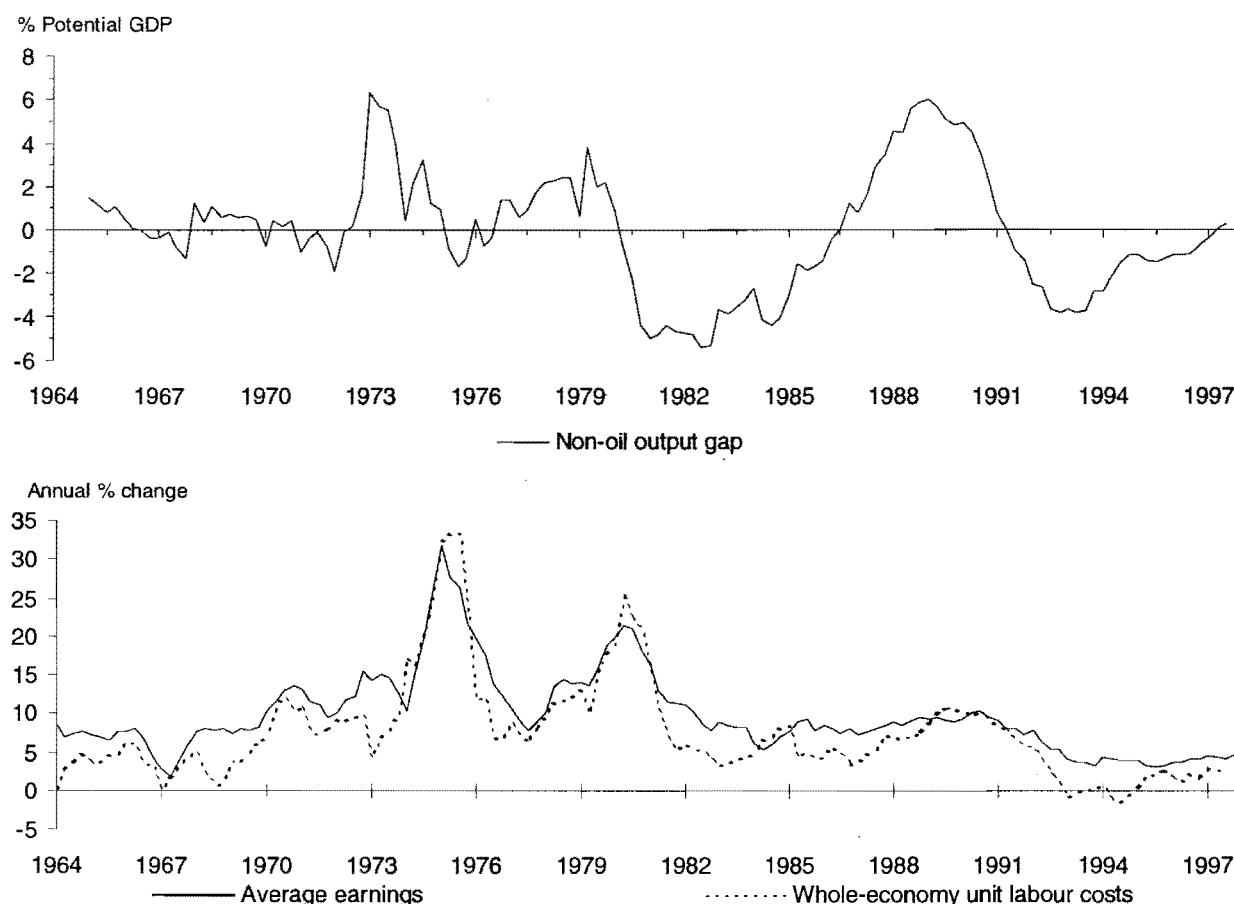 % Potential GDP
8
6
4
2
0
-2
-4
-6
1964 1967 1970 1973 1976 1979 1982 1985 1988 1991 1994 1997
Non-oil output gap
Annual % change
35
30
25
20
15
10
5
0
-5
1964 1967 1970 1973 1976 1979 1982 1985 1988 1991 1994 1997
Average earnings Whole-economy unit labour costs